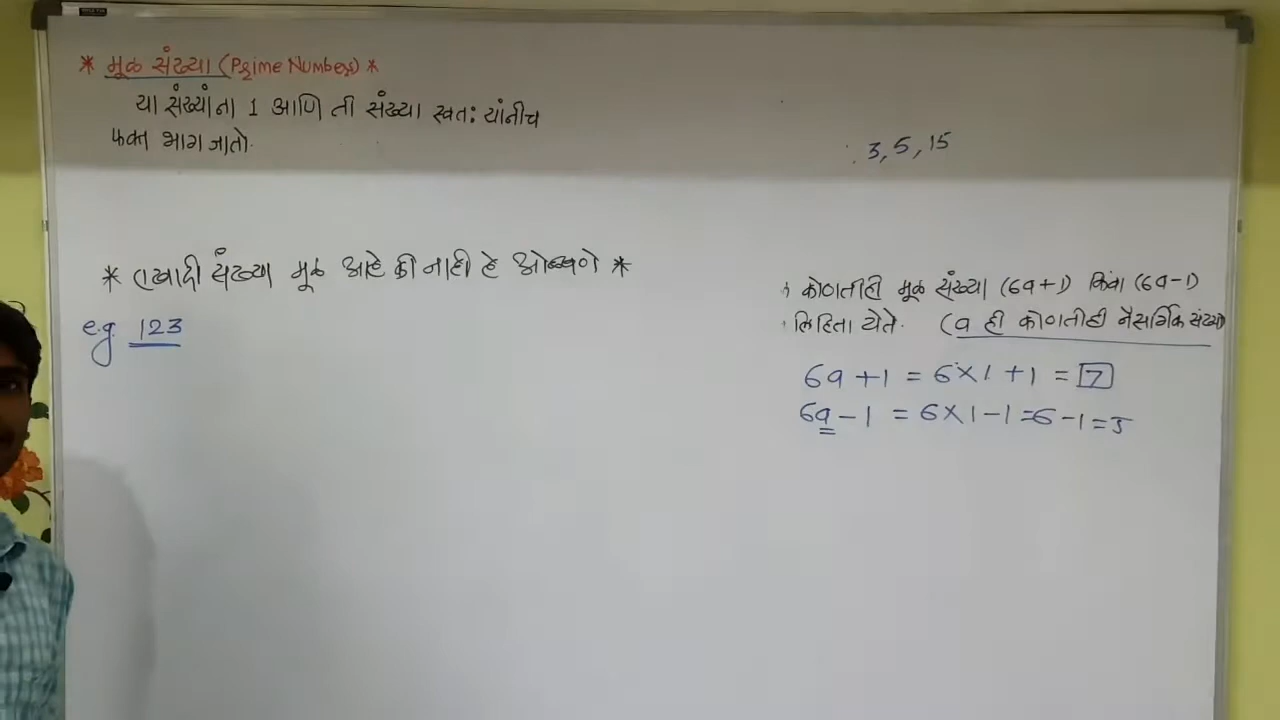 * मूळ संख्या (Prime Numbers) *
या संख्यांना 1 आणि ती संख्या स्वतः यांनीच
फक्त भाग जातो.
3, 5, 15
* एखादी संख्या मूळ आहे की नाही हे ओळखणे *
e.g. 123
* कोणतीही मूळ संख्या (6a+1) किंवा (6a-1)
लिहिता येते. (a ही कोणतीही नैसर्गिक संख्या)
6a + 1 = 6×1 + 1 = 7
6a - 1 = 6×1-1=6-1=5